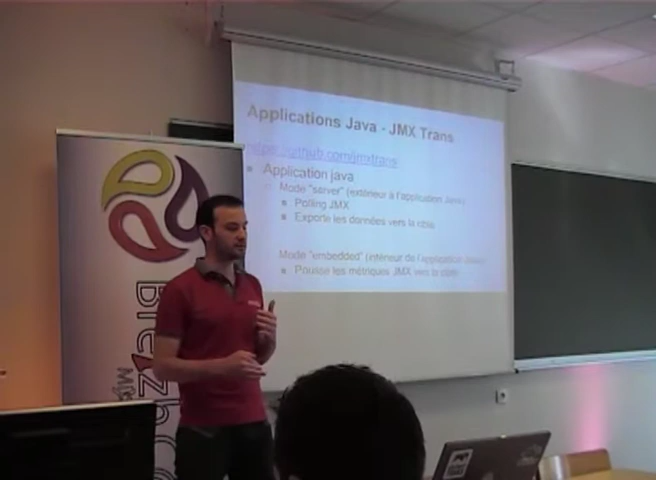 Applications Java - JMX Trans
https://github.com/jmxtrans
Application java
Mode "server" (extérieur à l'application Java)
Polling JMX
Exporte les données vers la cible
Mode "embedded" (intérieur de l'application Java)
Pousse les métriques JMX vers la cible
Breizh C